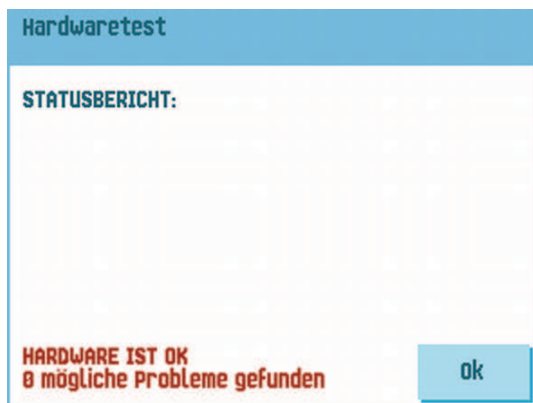 Hardwaretest
STATUSBERICHT:
HARDWARE IST OK
0 mögliche Probleme gefunden
ok